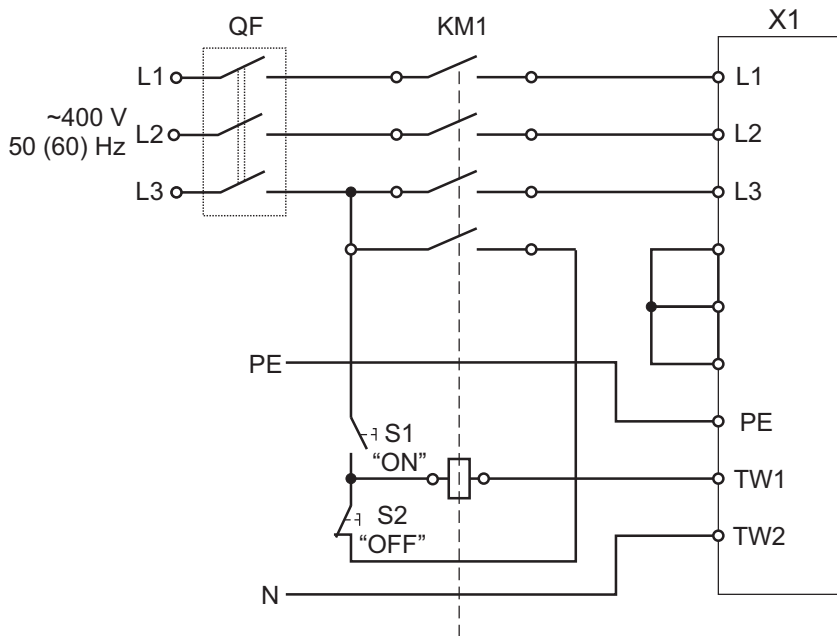 QF
KM1
X1
L1
L1
~400 V
L2
L2
50 (60) Hz
L3
L3
PE
PE
S1
“ON”
TW1
S2
“OFF”
TW2
N